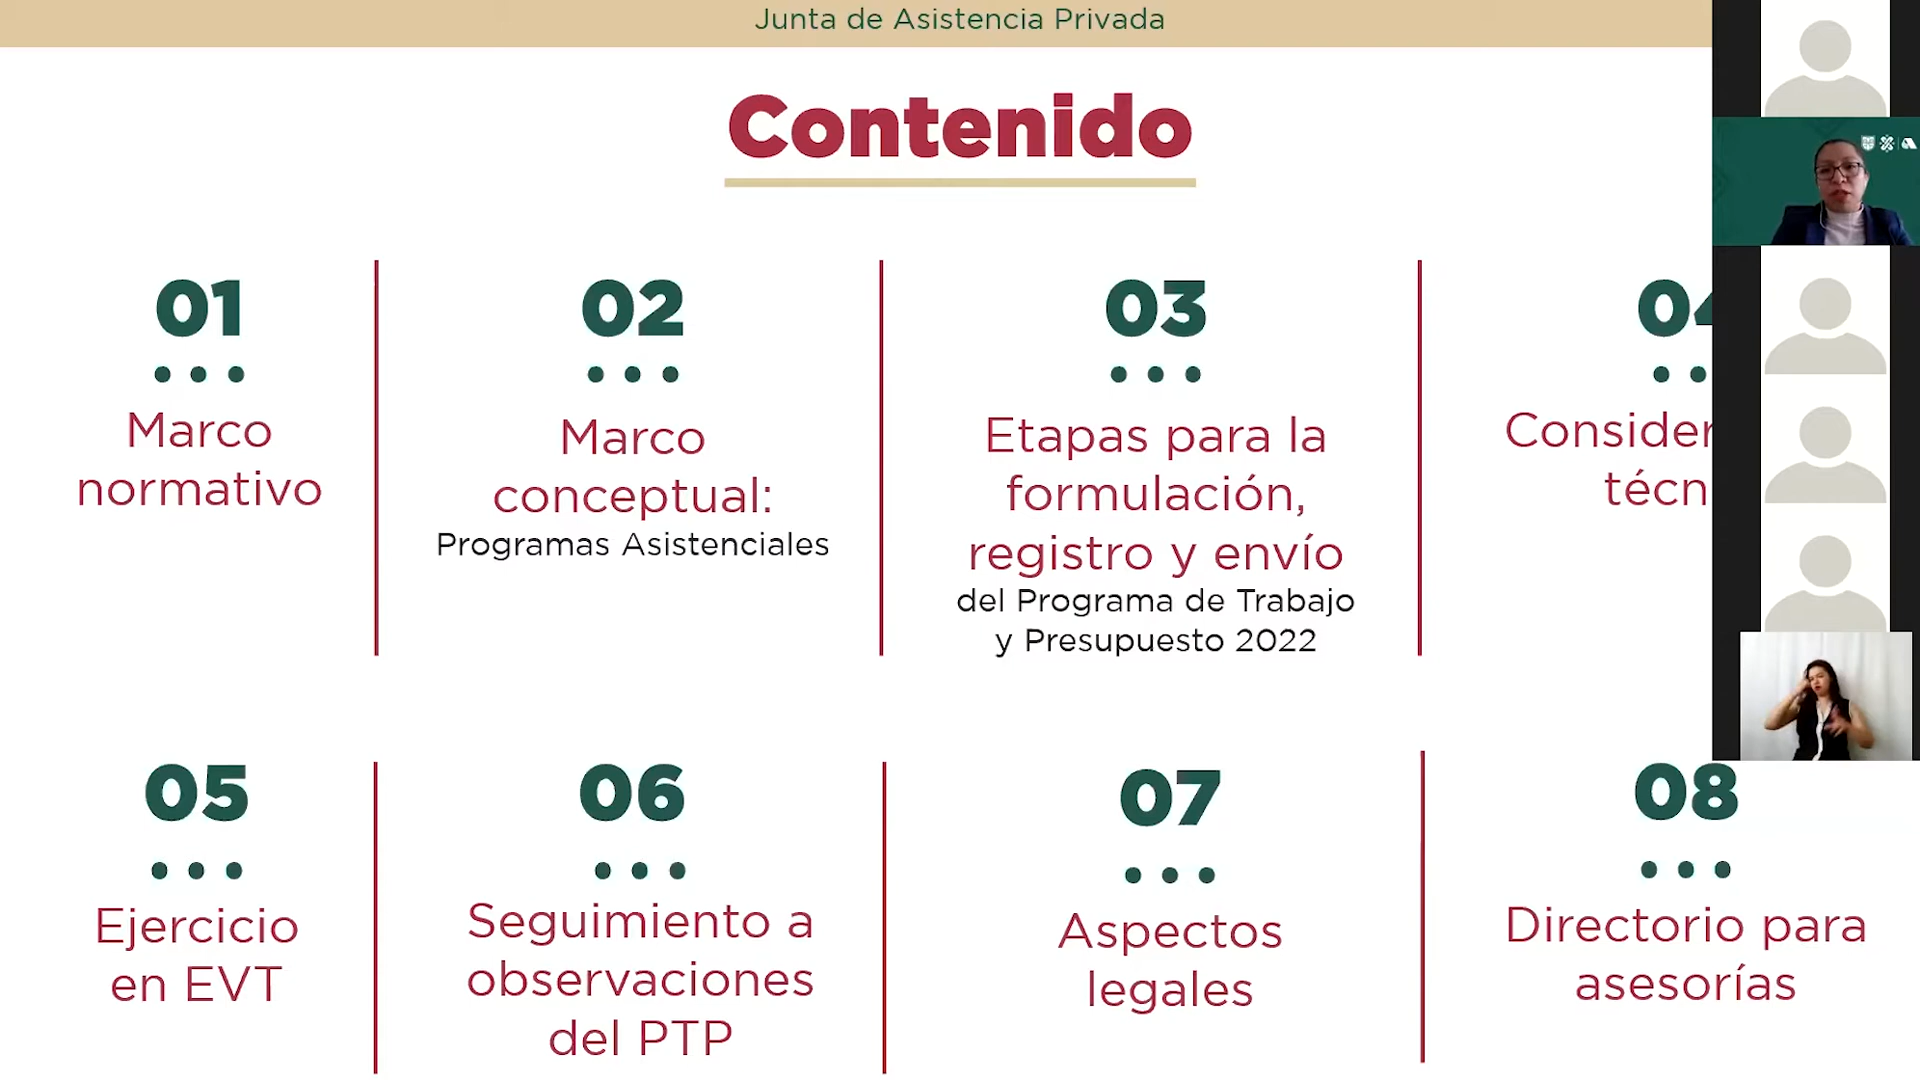 Junta de Asistencia Privada
Contenido
01
Marco
normativo
02
Marco
conceptual:
Programas Asistenciales
03
Etapas para la
formulación,
registro y envío
del Programa de Trabajo
y Presupuesto 2022
04
05
Ejercicio
en EVT
06
Seguimiento a
observaciones
del PTP
07
Aspectos
legales
08
Directorio para
asesorías